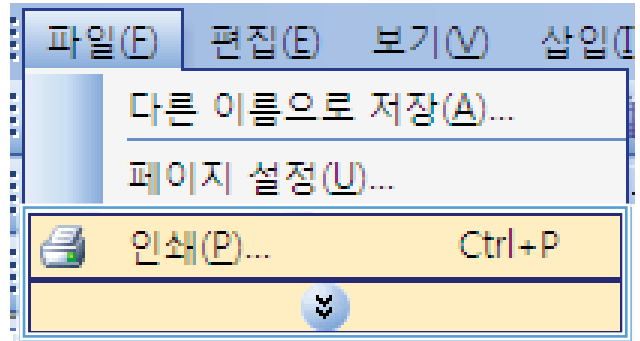 파일(F) 편집(E) 보기(V) 삽입(I
다른 이름으로 저장(A)...
페이지 설정(U)...
인쇄(P)... Ctrl+P